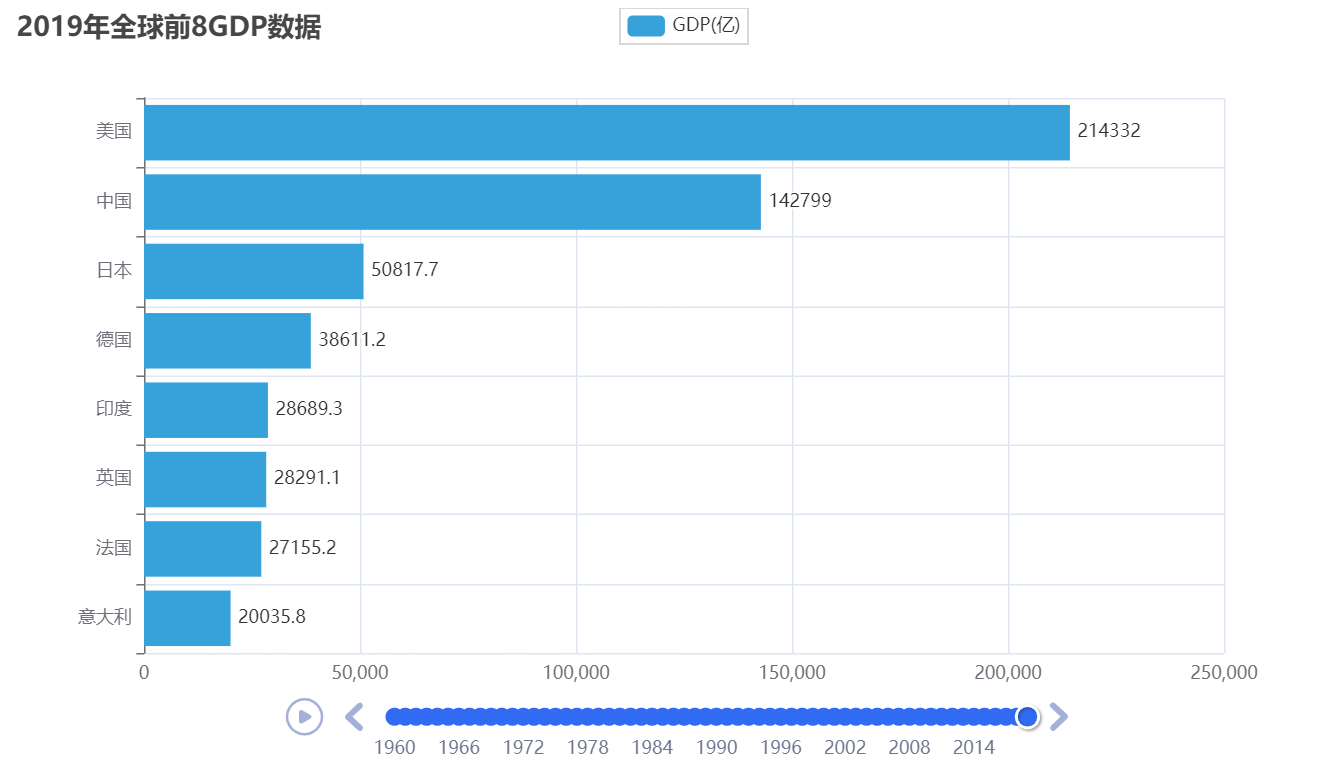 2019年全球前8GDP数据
GDP(亿)
美国 214332
中国 142799
日本 50817.7
德国 38611.2
印度 28689.3
英国 28291.1
法国 27155.2
意大利 20035.8
0 50,000 100,000 150,000 200,000 250,000
1960 1966 1972 1978 1984 1990 1996 2002 2008 2014